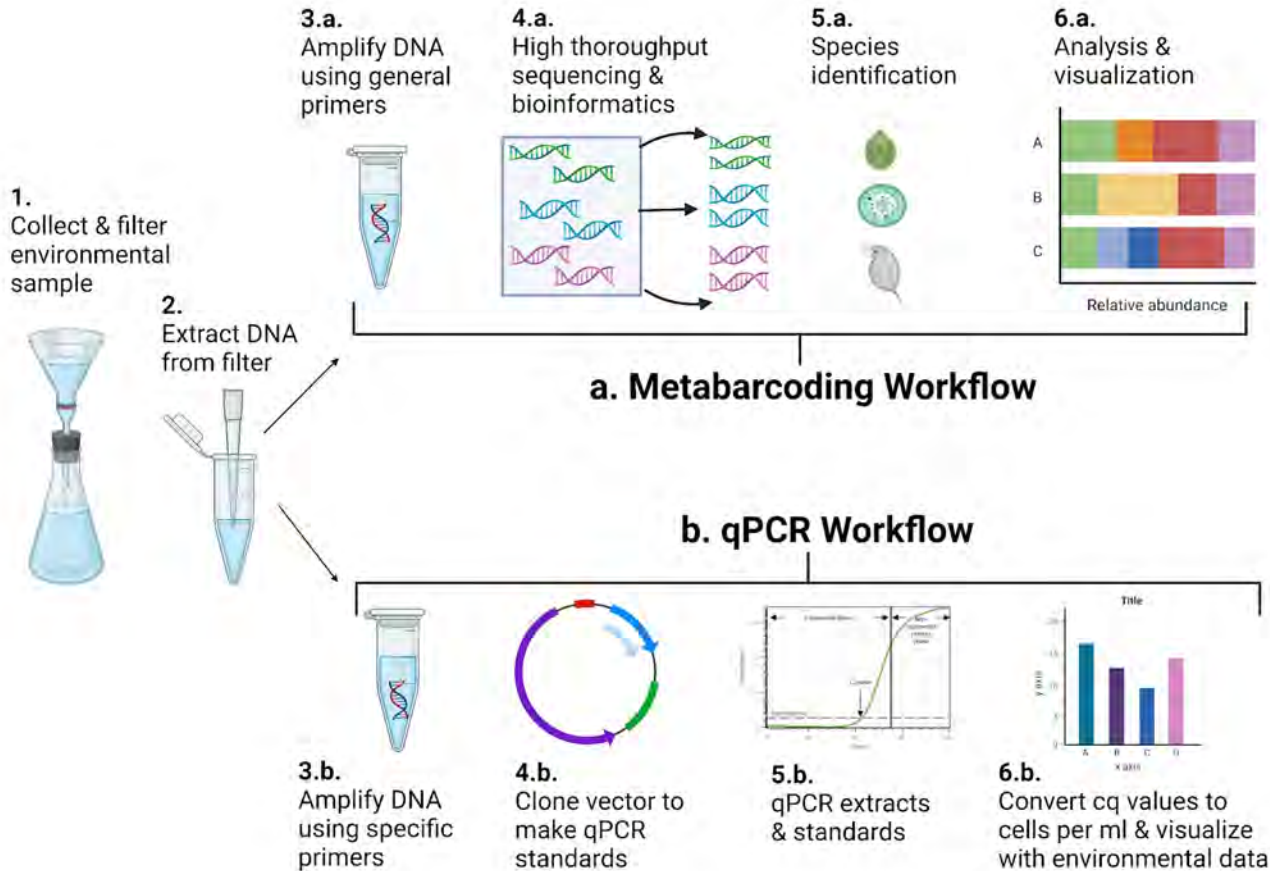 3.a.
Amplify DNA
using general
primers
4.a.
High thoroughput
sequencing &
bioinformatics
5.a.
Species
identification
6.a.
Analysis &
visualization
A
B
C
Relative abundance
1.
Collect & filter
environmental
sample
2.
Extract DNA
from filter
a. Metabarcoding Workflow
b. qPCR Workflow
Title
y axis
A B C D
x axis
3.b.
Amplify DNA
using specific
primers
4.b.
Clone vector to
make qPCR
standards
5.b.
qPCR extracts
& standards
6.b.
Convert cq values to
cells per ml & visualize
with environmental data